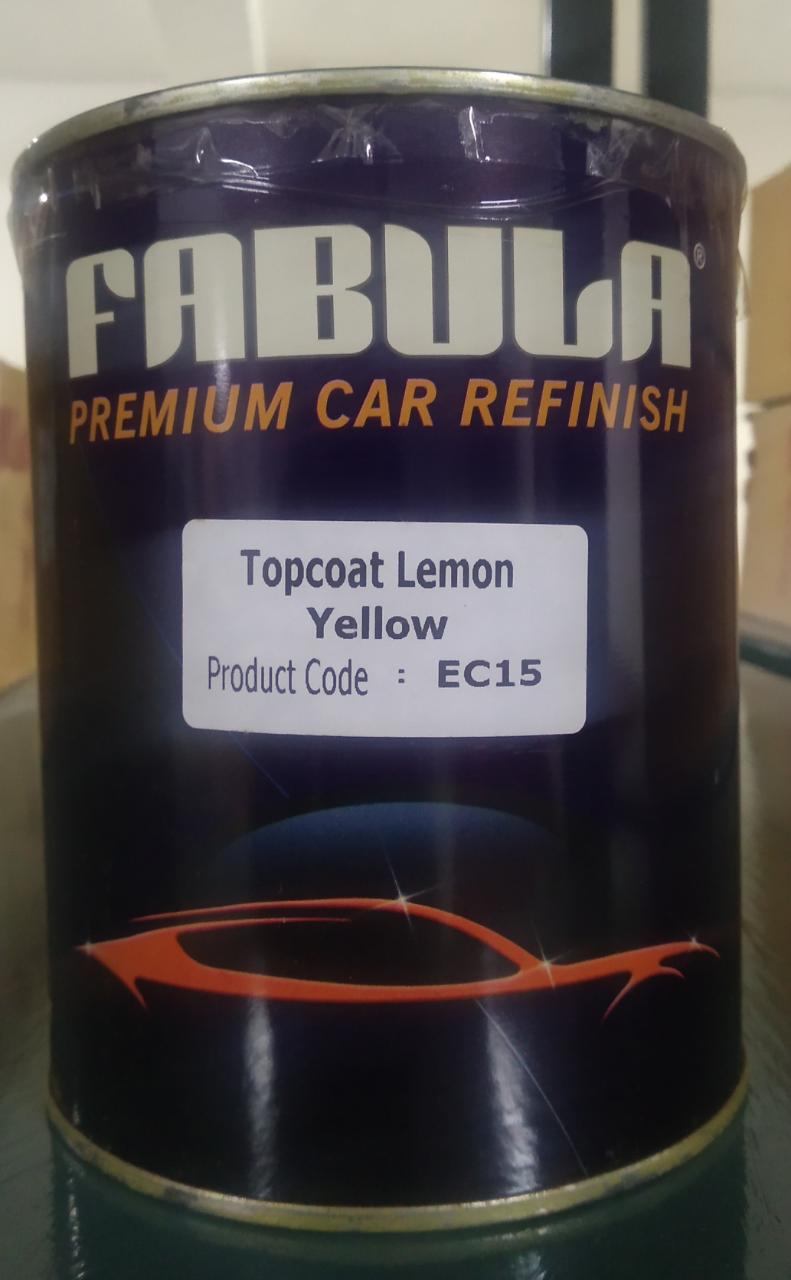 FABULA®
PREMIUM CAR REFINISH
Topcoat Lemon
Yellow
Product Code : EC15